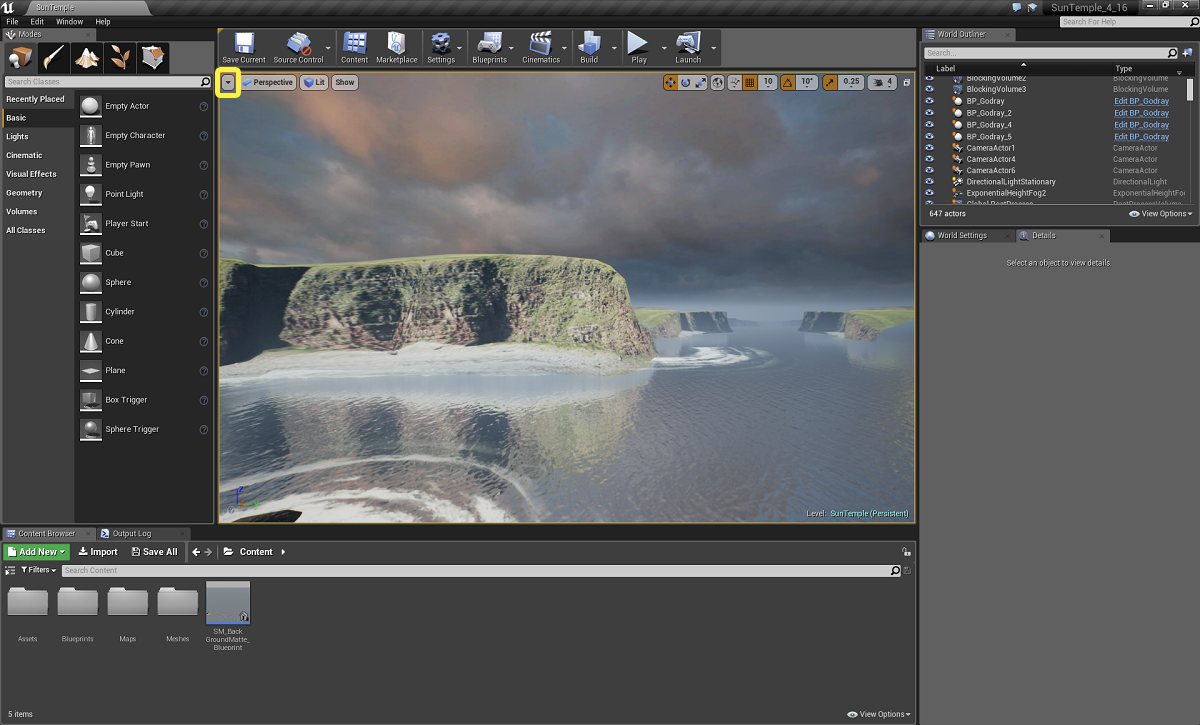 SunTemple
SunTemple_4_16
File Edit Window Help
Search For Help
Modes
Search Classes
Recently Placed
Basic
Lights
Cinematic
Visual Effects
Geometry
Volumes
All Classes
Empty Actor
Empty Character
Empty Pawn
Point Light
Player Start
Cube
Sphere
Cylinder
Cone
Plane
Box Trigger
Sphere Trigger
Save Current Source Control Content Marketplace Settings Blueprints Cinematics Build Play Launch
Perspective Lit Show
10 10° 0.25 4
Level: SunTemple (Persistent)
World Outliner
Search...
Label Type
BlockingVolume2 BlockingVolume
BlockingVolume3 BlockingVolume
BP_Godray Edit BP_Godray
BP_Godray_2 Edit BP_Godray
BP_Godray_4 Edit BP_Godray
BP_Godray_5 Edit BP_Godray
CameraActor1 CameraActor
CameraActor4 CameraActor
CameraActor6 CameraActor
DirectionalLightStationary DirectionalLight
ExponentialHeightFog2 ExponentialHeightFo
Global PostProcess PostProcessVolume
647 actors
View Options
World Settings Details
Select an object to view details.
Content Browser Output Log
Add New Import Save All Content
Filters Search Content
Assets
Blueprints
Maps
Meshes
SM_Back
GroundMatte_
Blueprint
5 items
View Options